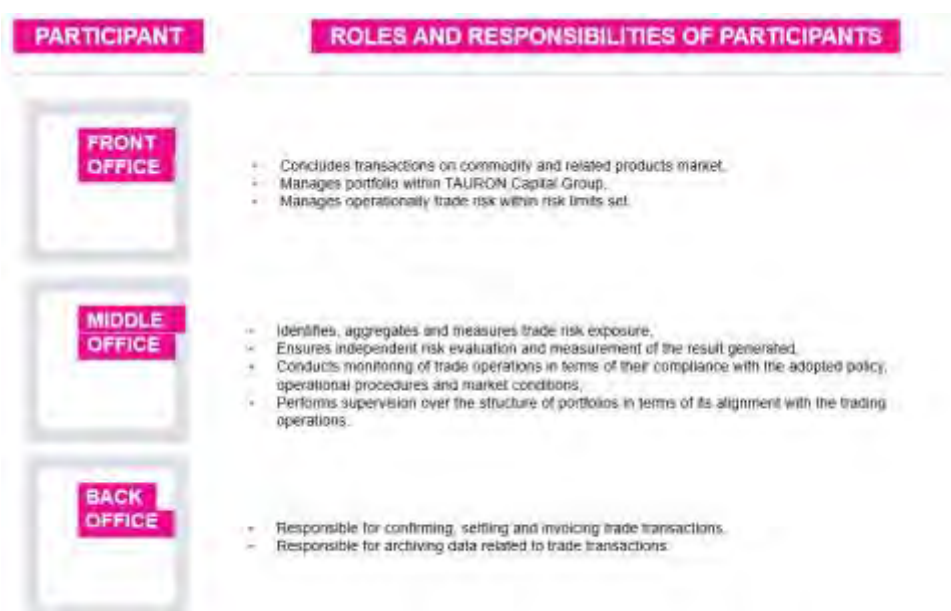 PARTICIPANT
ROLES AND RESPONSIBILITIES OF PARTICIPANTS
FRONT
OFFICE
- Concludes transactions on commodity and related products market,
- Manages portfolio within TAURON Capital Group,
- Manages operationally trade risk within risk limits set.
MIDDLE
OFFICE
- Identifies, aggregates and measures trade risk exposure,
- Ensures independent risk evaluation and measurement of the result generated,
- Conducts monitoring of trade operations in terms of their compliance with the adopted policy,
operational procedures and market conditions,
- Performs supervision over the structure of portfolios in terms of its alignment with the trading
operations.
BACK
OFFICE
- Responsible for confirming, settling and invoicing trade transactions.
- Responsible for archiving data related to trade transactions.